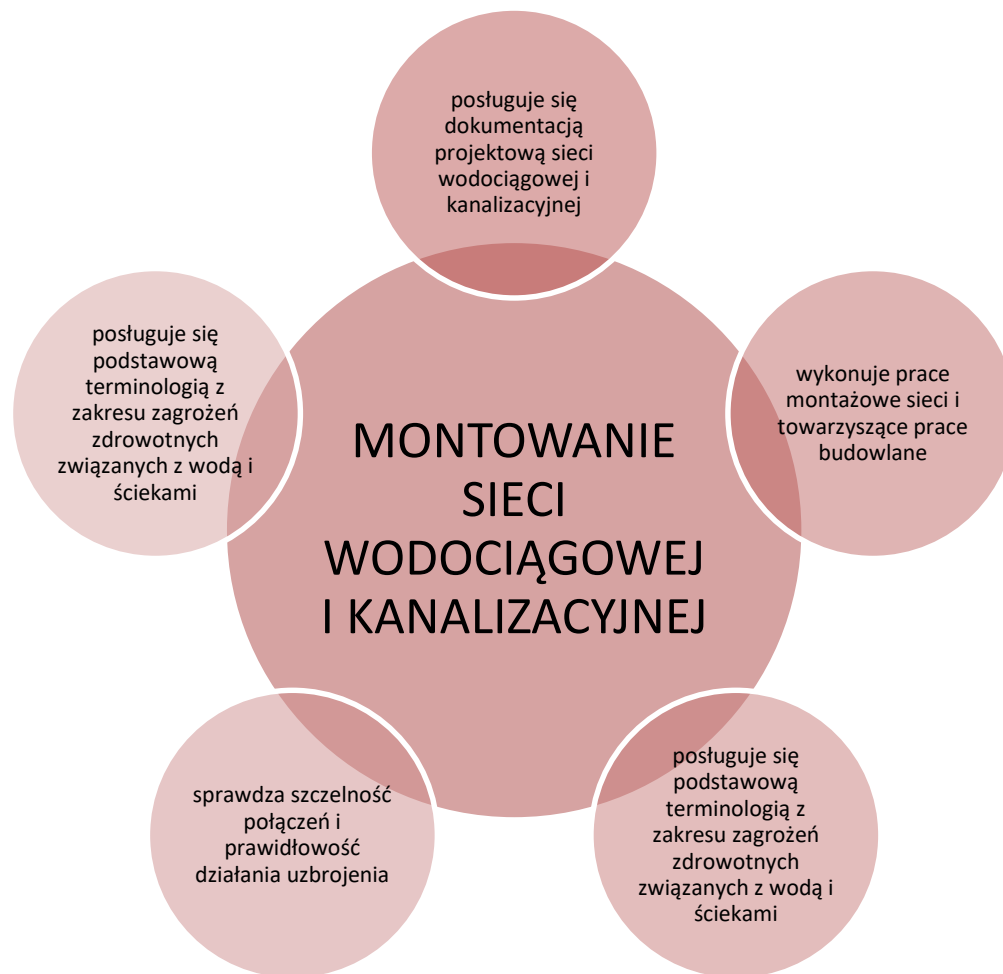 posługuje się
dokumentacją
projektową sieci
wodociągowej i
kanalizacyjnej
posługuje się
podstawową
terminologią z
zakresu zagrożeń
zdrowotnych
związanych z wodą i
ściekami
wykonuje prace
montażowe sieci i
towarzyszące prace
budowlane
MONTOWANIE
SIECI
WODOCIĄGOWEJ
I KANALIZACYJNEJ
sprawdza szczelność
połączeń i
prawidłowość
działania uzbrojenia
posługuje się
podstawową
terminologią z
zakresu zagrożeń
zdrowotnych
związanych z wodą i
ściekami